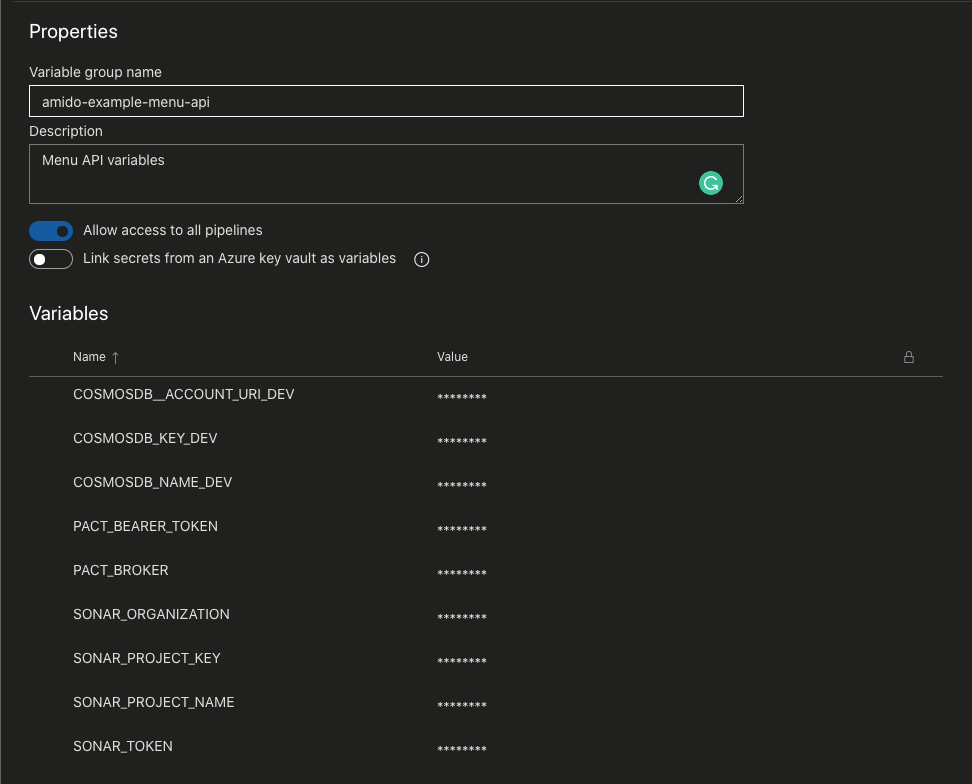 Properties
Variable group name
amido-example-menu-api
Description
Menu API variables
Allow access to all pipelines
Link secrets from an Azure key vault as variables
Variables
Name ↑ Value
COSMOSDB__ACCOUNT_URI_DEV ********
COSMOSDB_KEY_DEV ********
COSMOSDB_NAME_DEV ********
PACT_BEARER_TOKEN ********
PACT_BROKER ********
SONAR_ORGANIZATION ********
SONAR_PROJECT_KEY ********
SONAR_PROJECT_NAME ********
SONAR_TOKEN ********